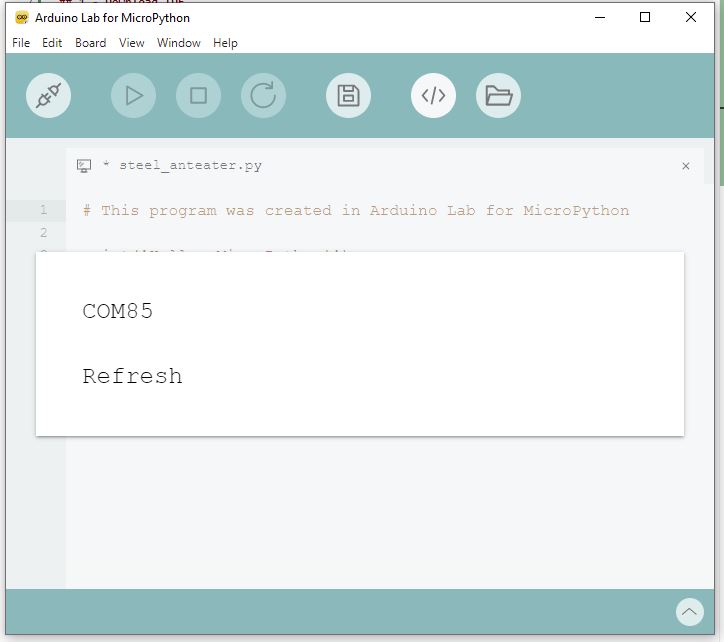 Arduino Lab for MicroPython
File Edit Board View Window Help
* steel_anteater.py
1 # This program was created in Arduino Lab for MicroPython
2
COM85
Refresh